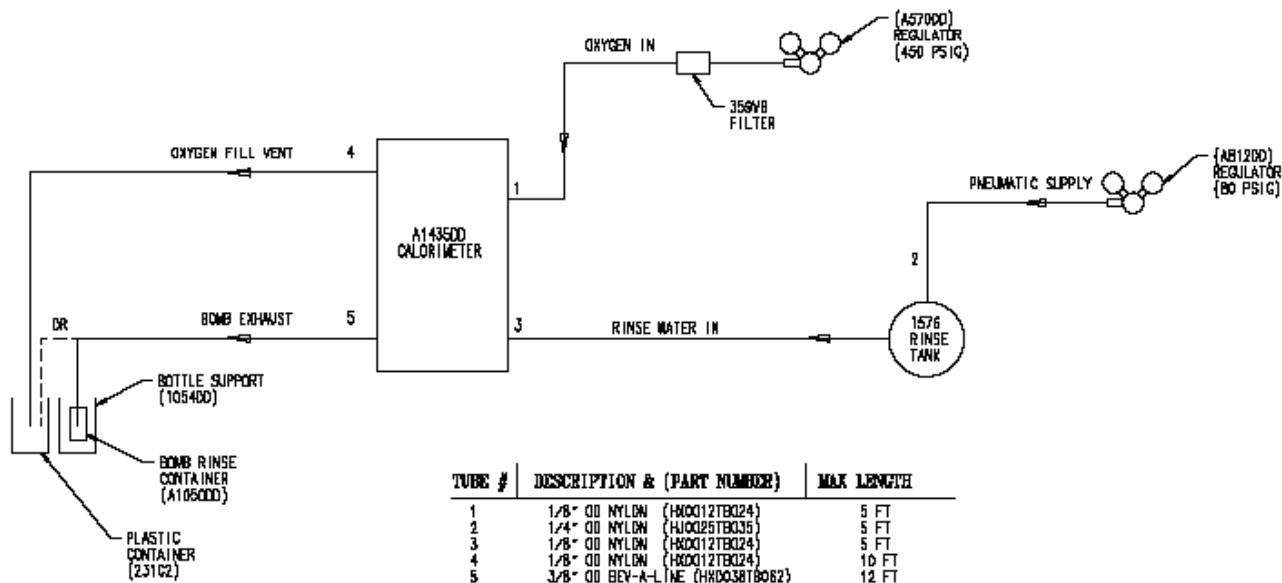 (A570DD)
REGULATOR
(450 PSIG)
OXYGEN IN
359VB
FILTER
OXYGEN FILL VENT
4
1
(A812DD)
REGULATOR
(80 PSIG)
PNEUMATIC SUPPLY
A1435DD
CALORIMETER
2
OR
BOMB EXHAUST
5
3
RINSE WATER IN
1576
RINSE
TANK
BOTTLE SUPPORT
(1054DD)
BOMB RINSE
CONTAINER
(A1050DD)
PLASTIC
CONTAINER
(231C2)
TUBE # DESCRIPTION & (PART NUMBER) MAX LENGTH
1 1/8" OD NYLON (HX0012TB024) 5 FT
2 1/4" OD NYLON (HJ0025TB035) 5 FT
3 1/8" OD NYLON (HX0012TB024) 5 FT
4 1/8" OD NYLON (HX0012TB024) 10 FT
5 3/8" OD BEV-A-LINE (HX0038TB062) 12 FT